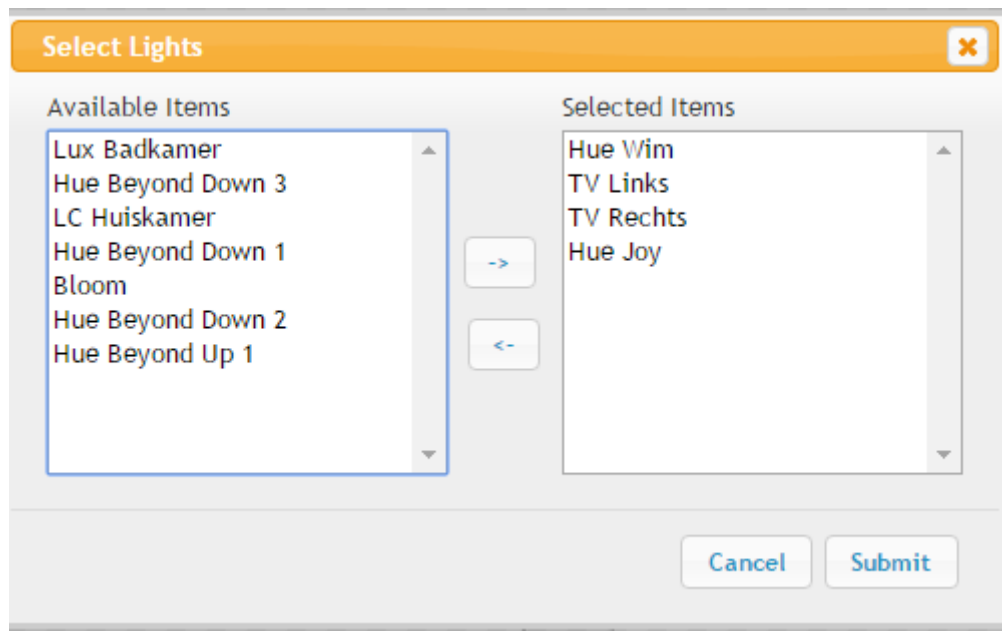 Select Lights
Available Items
Lux Badkamer
Hue Beyond Down 3
LC Huiskamer
Hue Beyond Down 1
Bloom
Hue Beyond Down 2
Hue Beyond Up 1
->
<-
Selected Items
Hue Wim
TV Links
TV Rechts
Hue Joy
Cancel
Submit